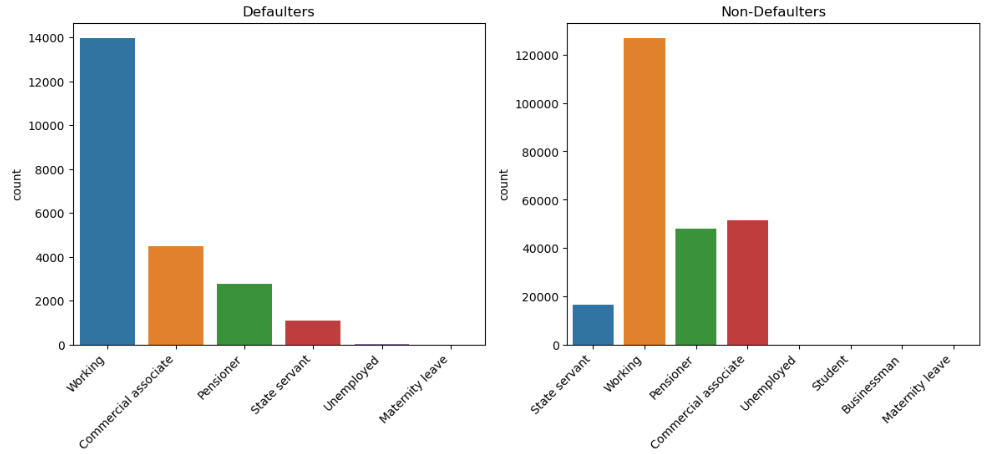 Defaulters
count
14000
12000
10000
8000
6000
4000
2000
0
Working
Commercial associate
Pensioner
State servant
Unemployed
Maternity leave
Non-Defaulters
count
120000
100000
80000
60000
40000
20000
0
State servant
Working
Pensioner
Commercial associate
Unemployed
Student
Businessman
Maternity leave